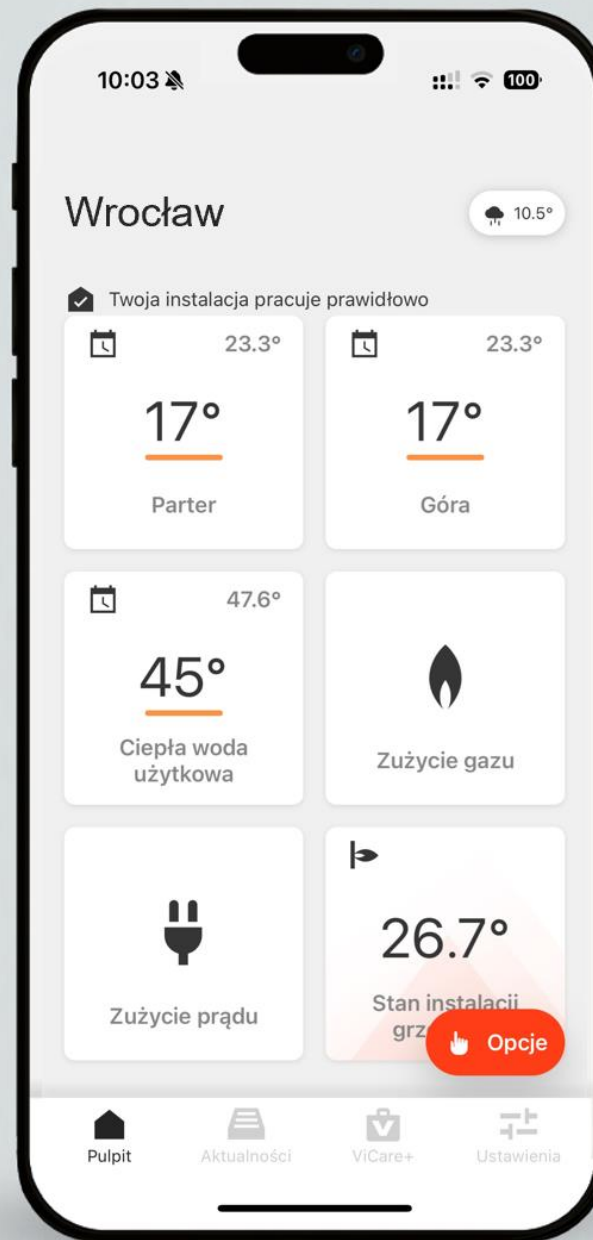 10:03
100
Wrocław
10.5°
Twoja instalacja pracuje prawidłowo
23.3°
17°
Parter
23.3°
17°
Góra
47.6°
45°
Ciepła woda
użytkowa
Zużycie gazu
Zużycie prądu
26.7°
Stan instalacji
grz
Opcje
Pulpit
Aktualności
ViCare+
Ustawienia